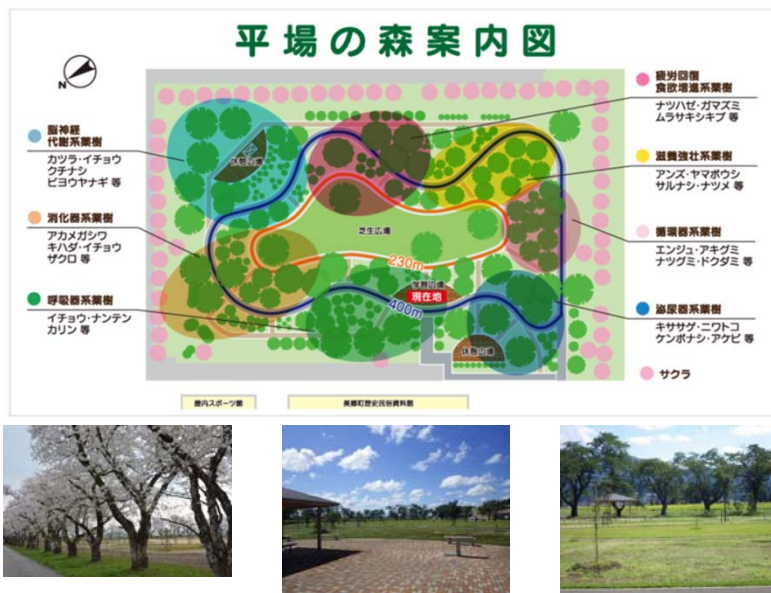 平場の森案内図
N
脳神経
代謝系薬樹
カツラ・イチョウ
クチナシ
ビヨウヤナギ 等
消化器系薬樹
アカメガシワ
キハダ・イチョウ
ザクロ 等
呼吸器系薬樹
イチョウ・ナンテン
カリン 等
休憩広場
芝生広場
230m
400m
学習広場
現在地
休憩広場
疲労回復
食欲増進系薬樹
ナツハゼ・ガマズミ
ムラサキシキブ 等
滋養強壮系薬樹
アンズ・ヤマボウシ
サルナシ・ナツメ 等
循環器系薬樹
エンジュ・アキグミ
ナツグミ・ドクダミ 等
泌尿器系薬樹
キササゲ・ニワトコ
ケンポナシ・アケビ 等
サクラ
屋内スポーツ館
美郷町歴史民俗資料館